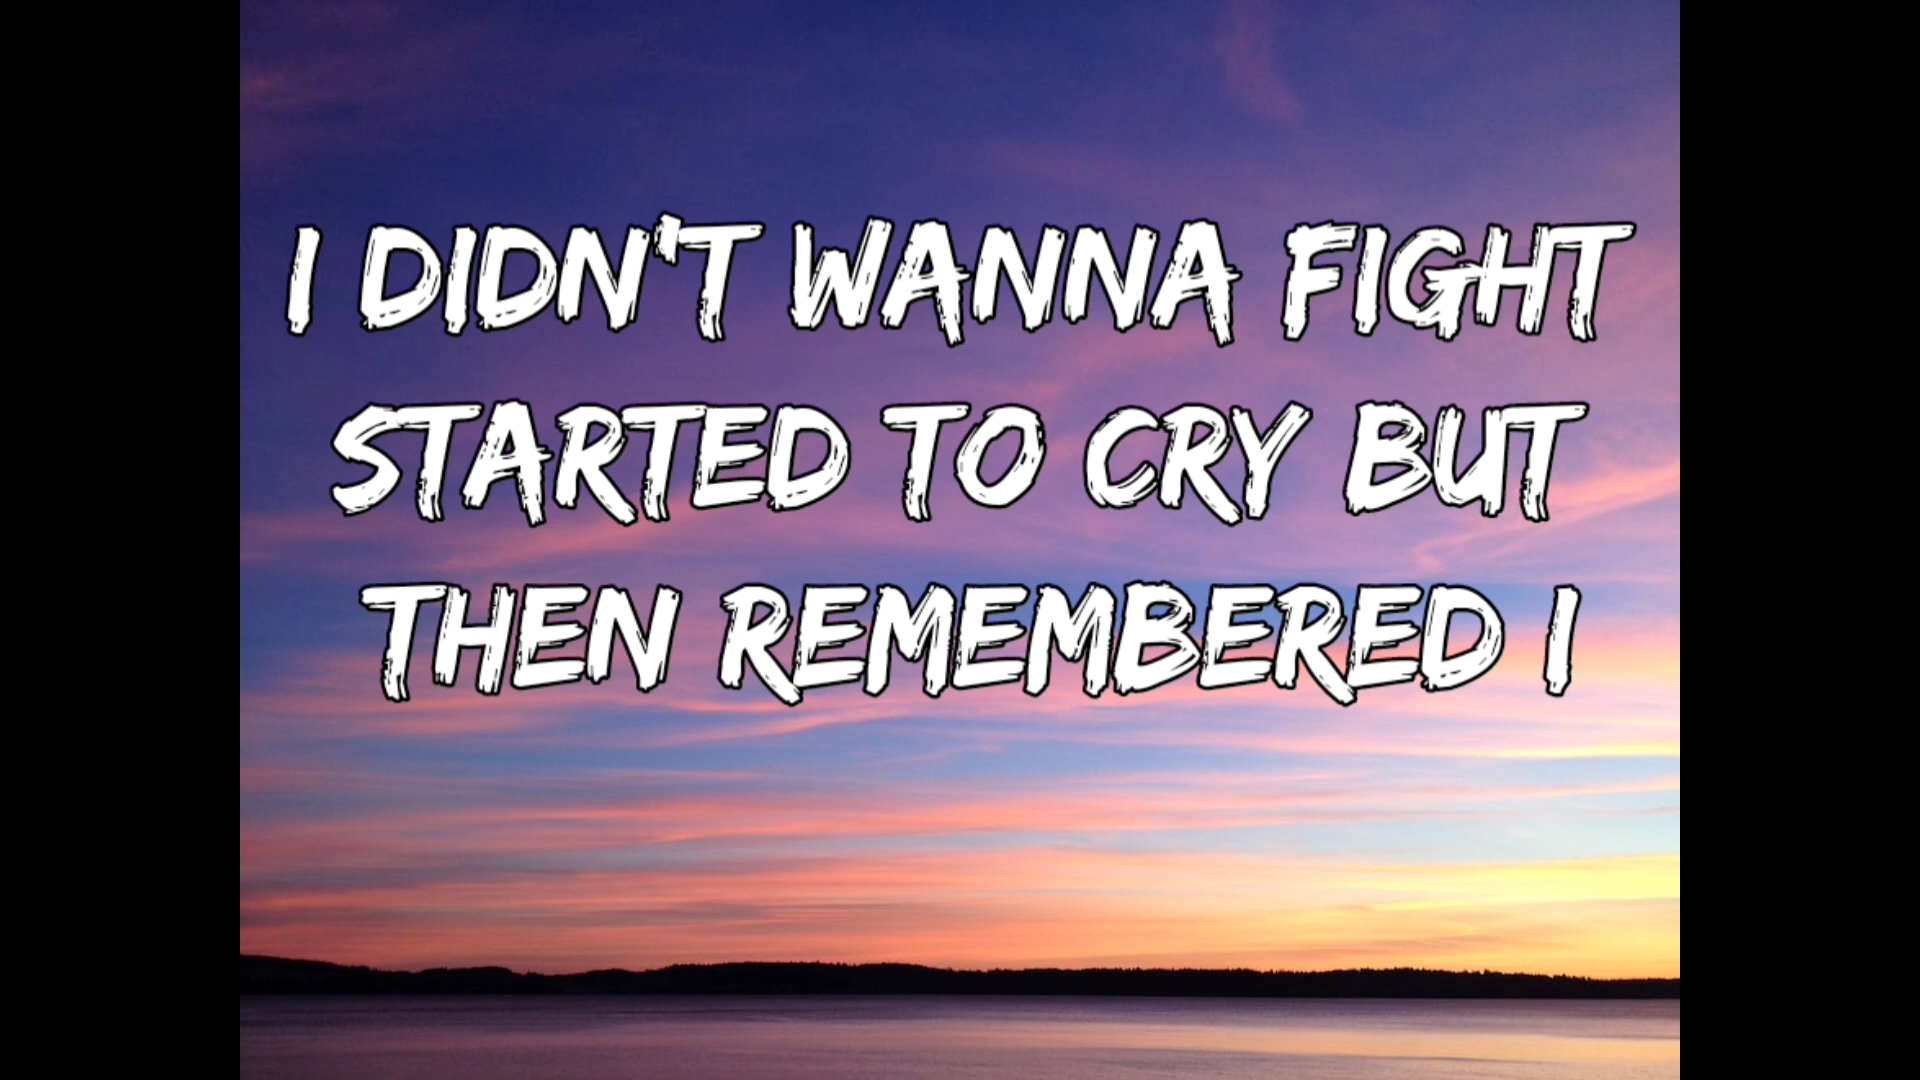 I DIDN'T WANNA FIGHT
STARTED TO CRY BUT
THEN REMEMBERED I